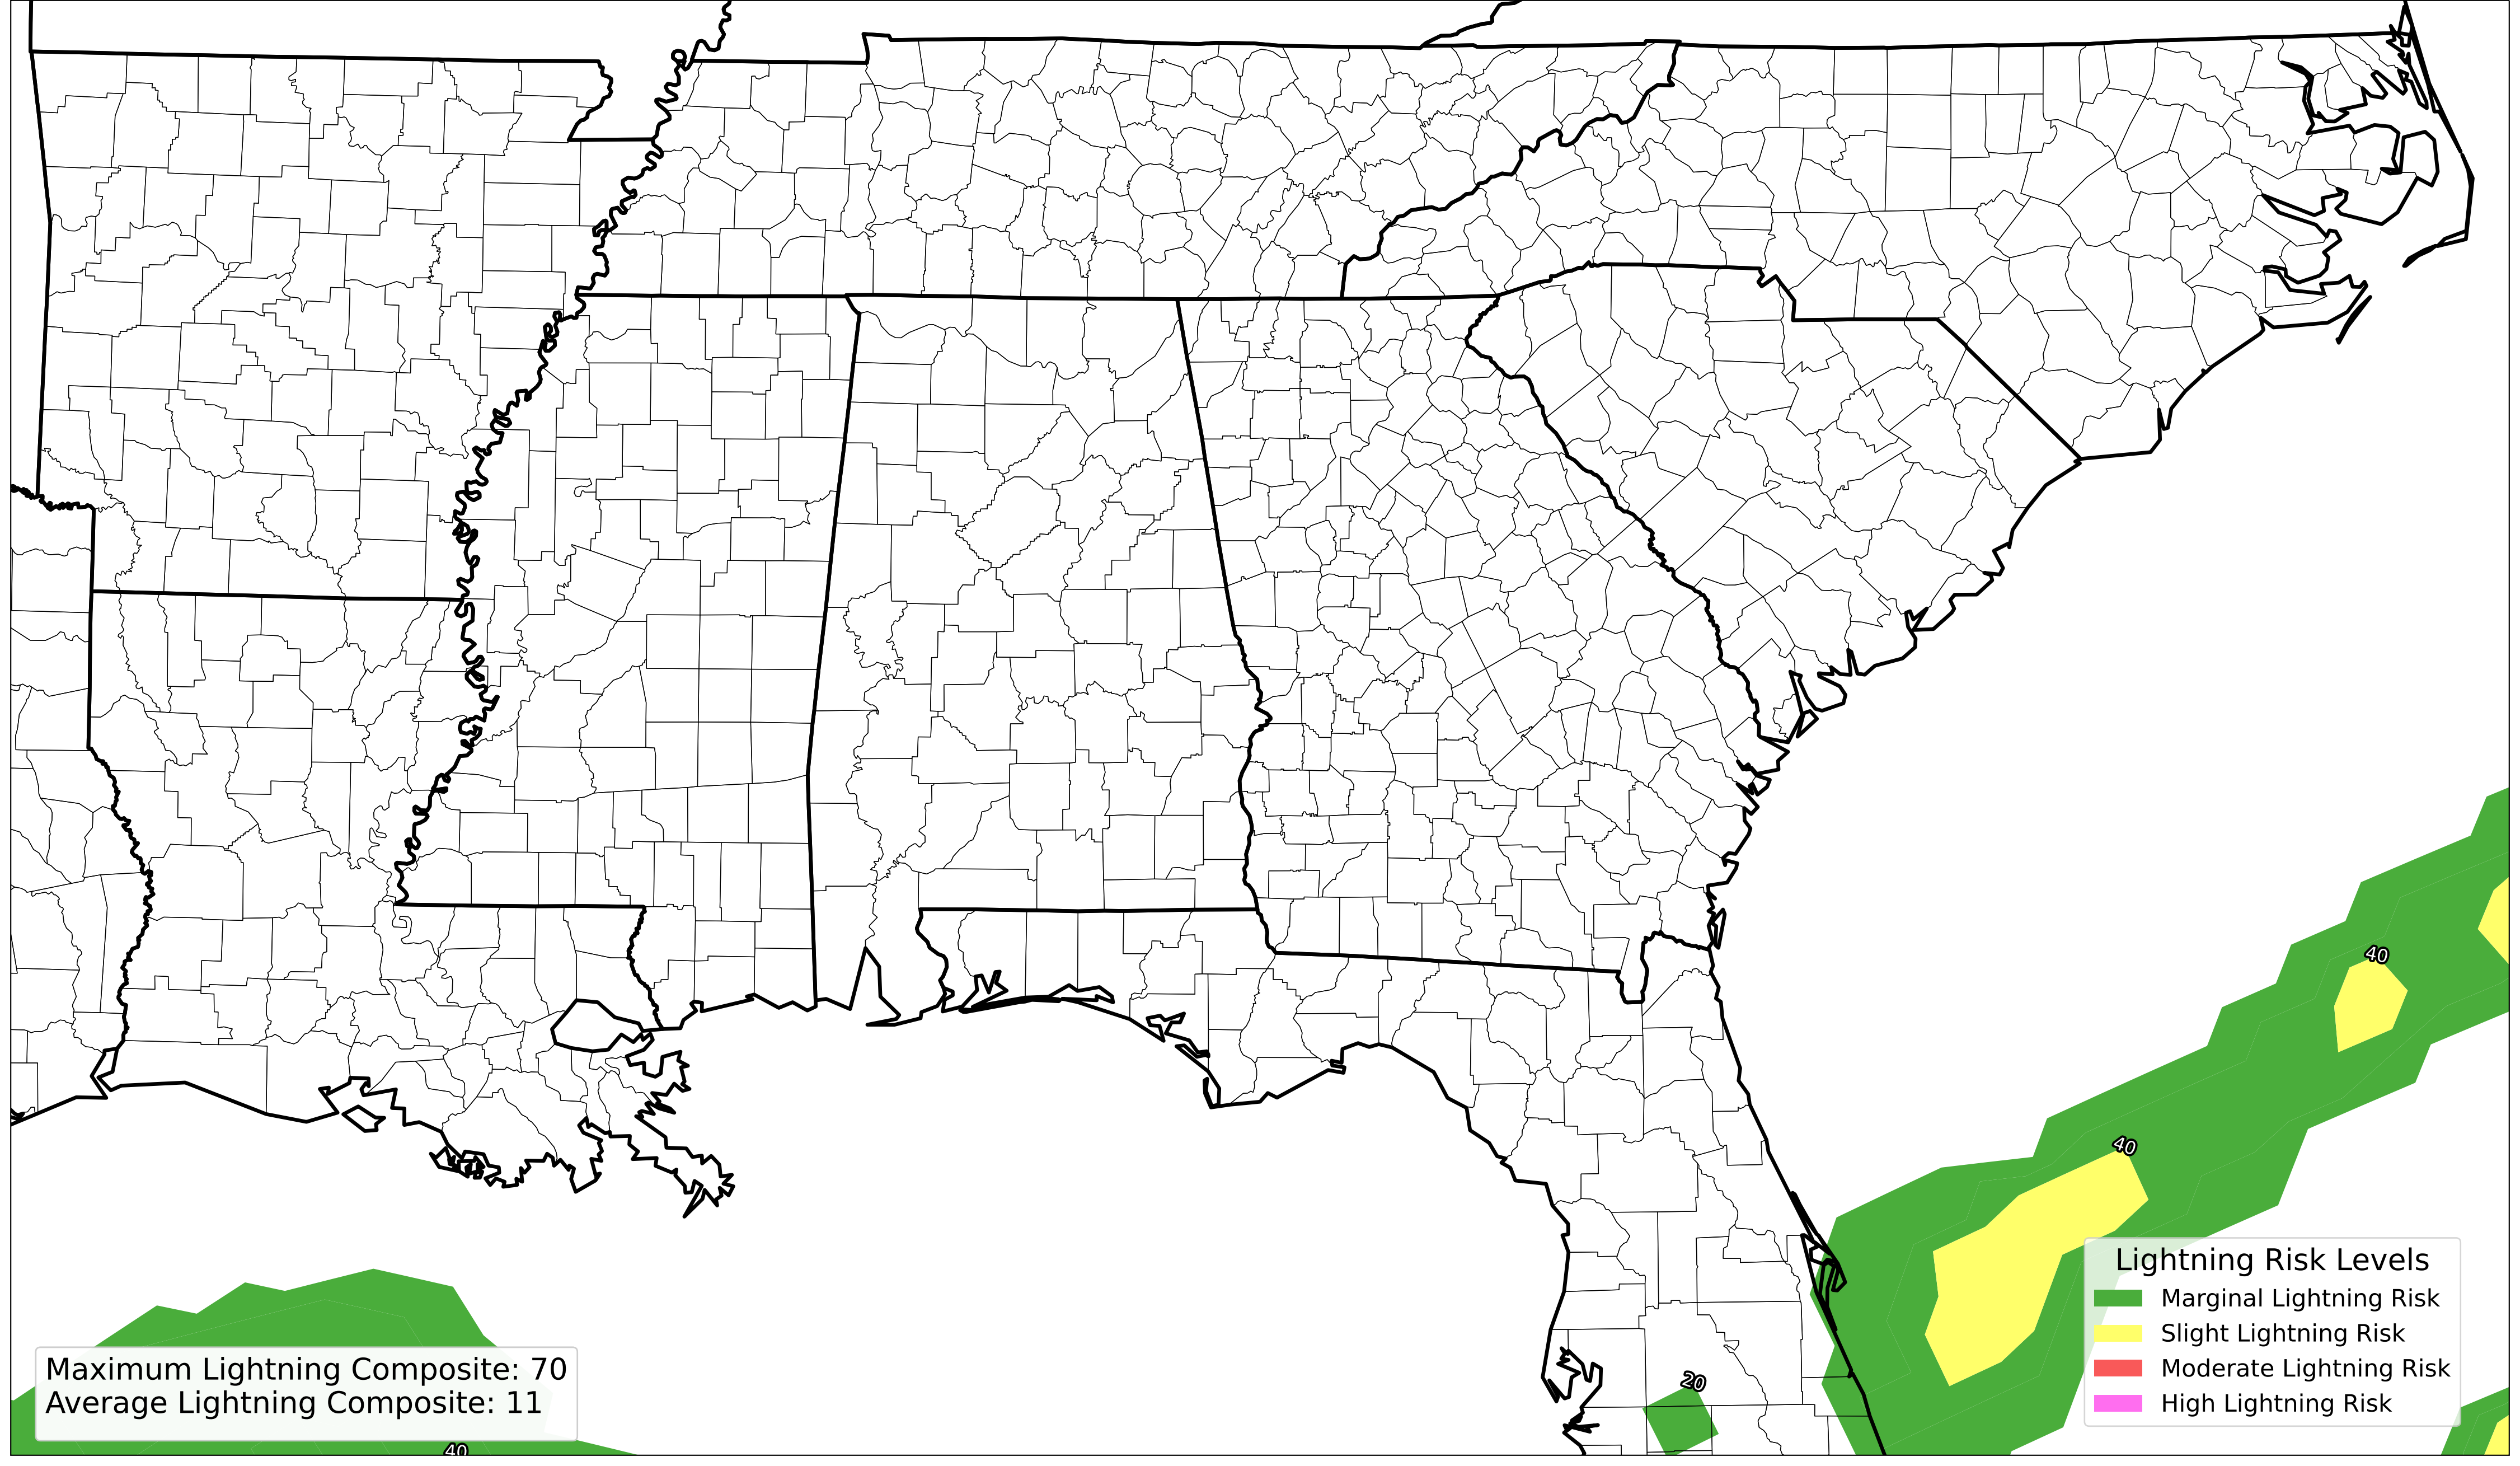 40
40
20
40
Maximum Lightning Composite: 70
Average Lightning Composite: 11
Lightning Risk Levels
Marginal Lightning Risk
Slight Lightning Risk
Moderate Lightning Risk
High Lightning Risk